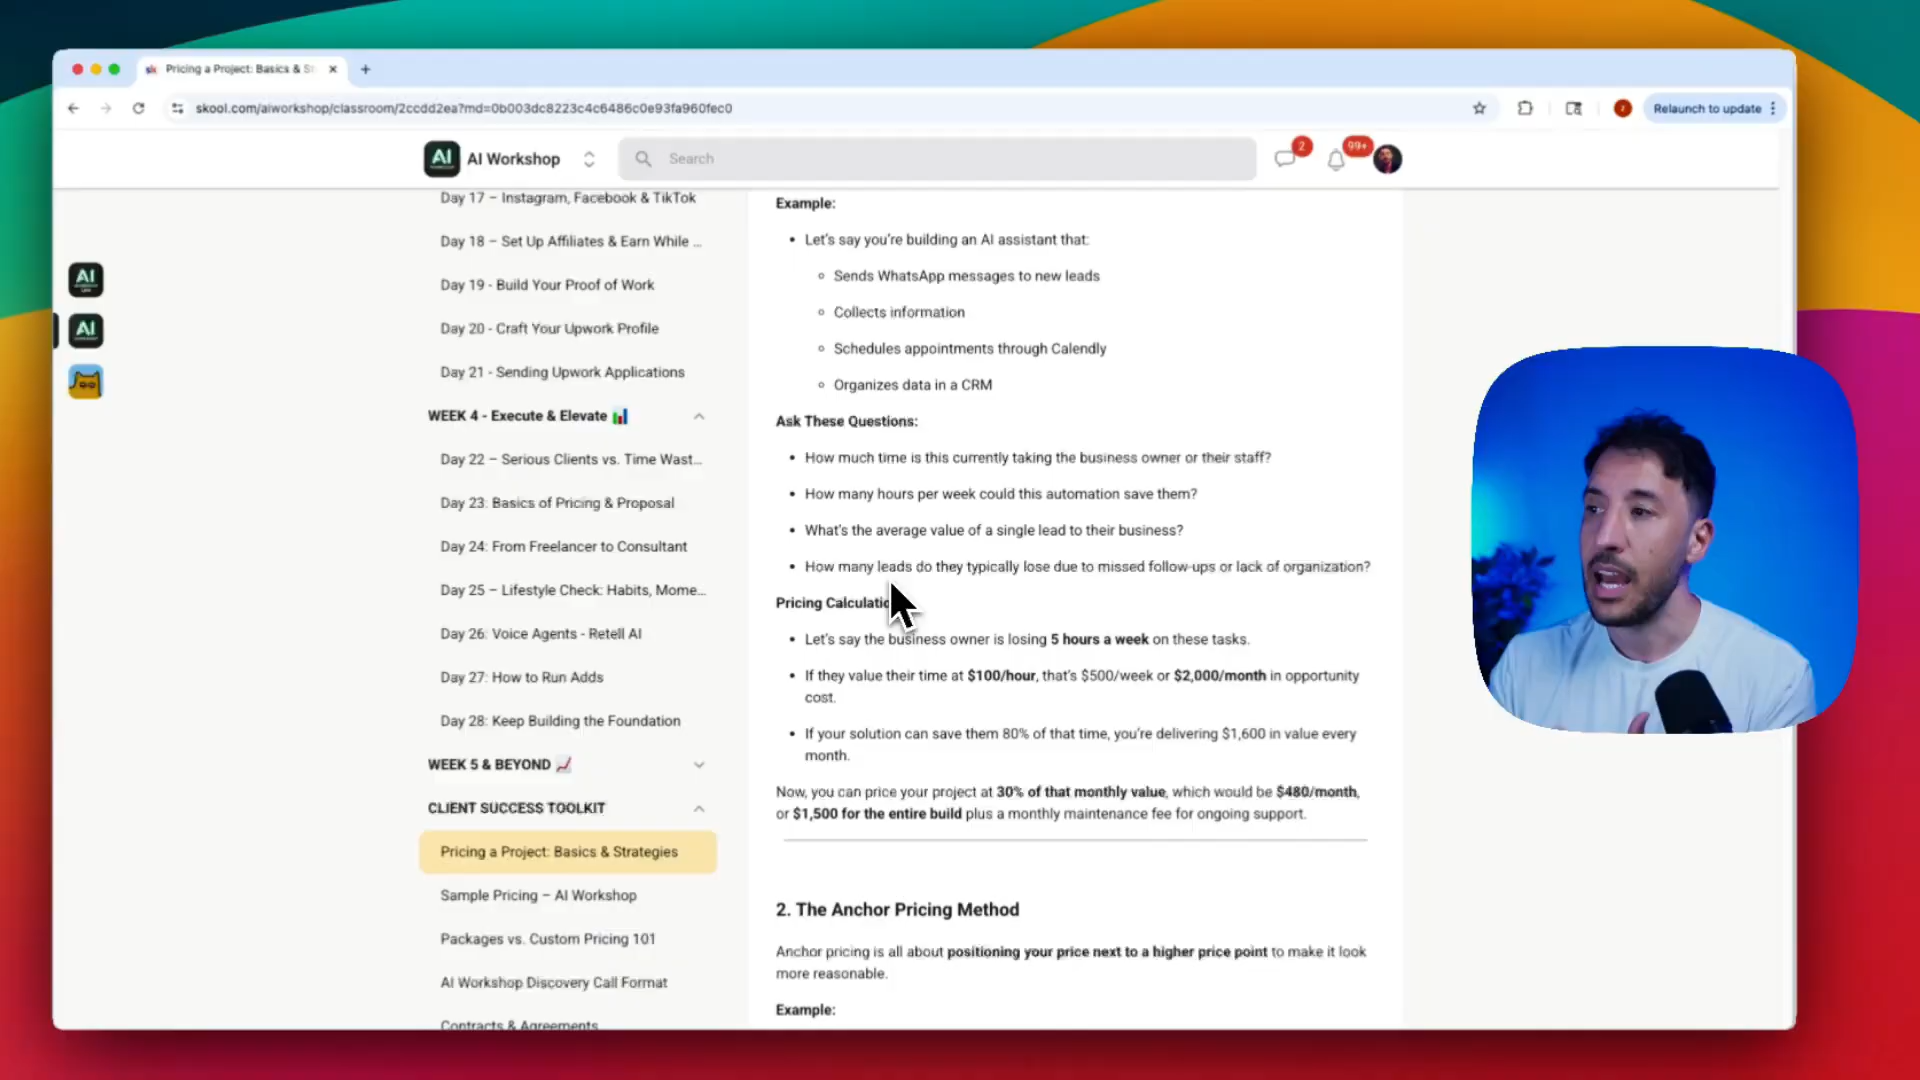 Pricing a Project: Basics & St
skool.com/aiworkshop/classroom/2ccdd2ea?md=0b003dc8223c4c6486c0e93fa960fec0
Relaunch to update
AI
AI Workshop
Search
2
99+
AI
AI
Day 17 – Instagram, Facebook & TikTok
Day 18 – Set Up Affiliates & Earn While ...
Day 19 - Build Your Proof of Work
Day 20 - Craft Your Upwork Profile
Day 21 - Sending Upwork Applications
WEEK 4 - Execute & Elevate 📊
Day 22 – Serious Clients vs. Time Wast...
Day 23: Basics of Pricing & Proposal
Day 24: From Freelancer to Consultant
Day 25 – Lifestyle Check: Habits, Mome...
Day 26: Voice Agents - Retell AI
Day 27: How to Run Adds
Day 28: Keep Building the Foundation
WEEK 5 & BEYOND 📈
CLIENT SUCCESS TOOLKIT
Pricing a Project: Basics & Strategies
Sample Pricing – AI Workshop
Packages vs. Custom Pricing 101
AI Workshop Discovery Call Format
Contracts & Agreements
Example:
• Let's say you're building an AI assistant that:
◦ Sends WhatsApp messages to new leads
◦ Collects information
◦ Schedules appointments through Calendly
◦ Organizes data in a CRM
Ask These Questions:
• How much time is this currently taking the business owner or their staff?
• How many hours per week could this automation save them?
• What's the average value of a single lead to their business?
• How many leads do they typically lose due to missed follow-ups or lack of organization?
Pricing Calculatio
• Let's say the business owner is losing 5 hours a week on these tasks.
• If they value their time at $100/hour, that's $500/week or $2,000/month in opportunity
cost.
• If your solution can save them 80% of that time, you're delivering $1,600 in value every
month.
Now, you can price your project at 30% of that monthly value, which would be $480/month,
or $1,500 for the entire build plus a monthly maintenance fee for ongoing support.
2. The Anchor Pricing Method
Anchor pricing is all about positioning your price next to a higher price point to make it look
more reasonable.
Example: